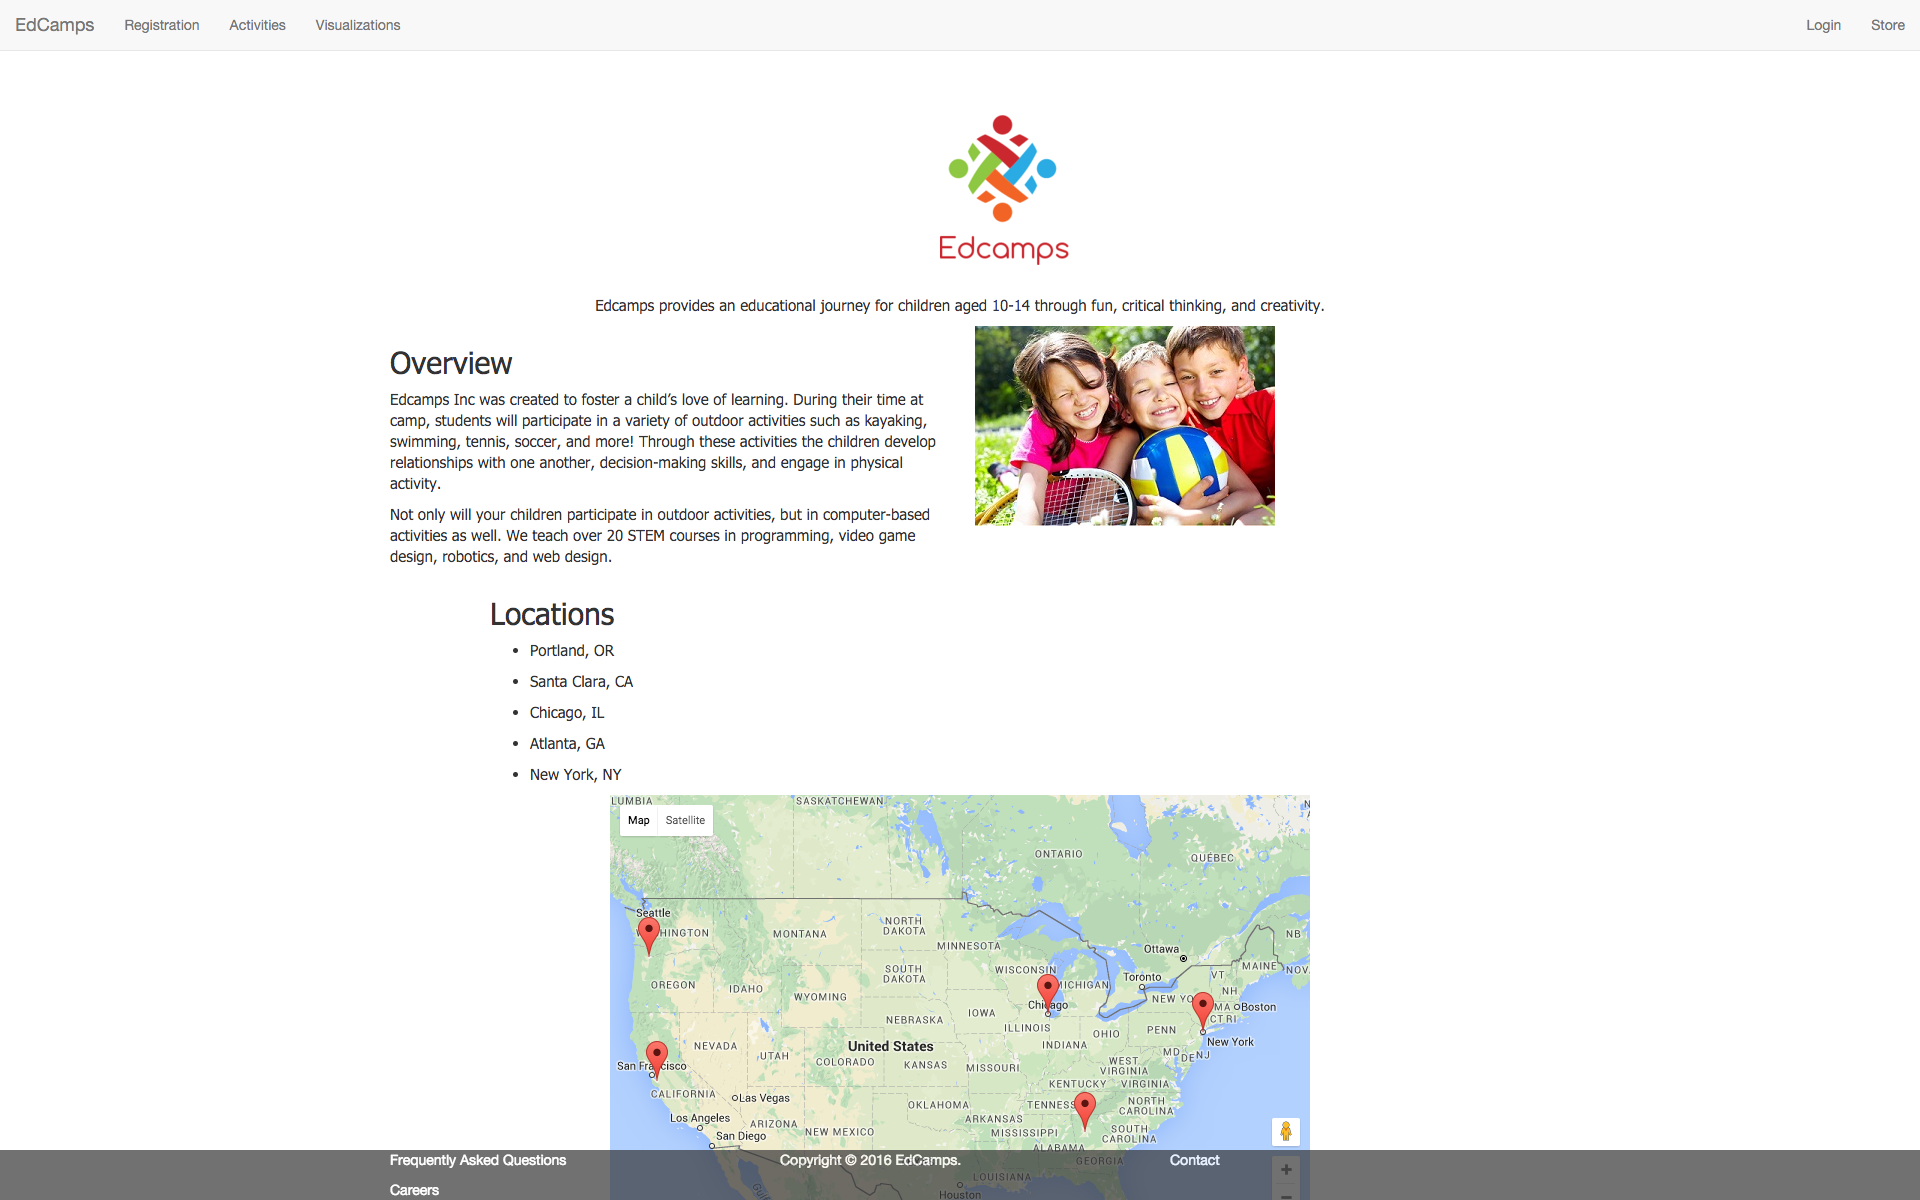 EdCamps Registration Activities Visualizations Login Store
Edcamps
Edcamps provides an educational journey for children aged 10-14 through fun, critical thinking, and creativity.
Overview
Edcamps Inc was created to foster a child’s love of learning. During their time at
camp, students will participate in a variety of outdoor activities such as kayaking,
swimming, tennis, soccer, and more! Through these activities the children develop
relationships with one another, decision-making skills, and engage in physical
activity.
Not only will your children participate in outdoor activities, but in computer-based
activities as well. We teach over 20 STEM courses in programming, video game
design, robotics, and web design.
Locations
• Portland, OR
• Santa Clara, CA
• Chicago, IL
• Atlanta, GA
• New York, NY
LUMBIA
SASKATCHEWAN
Map Satellite
ONTARIO
QUÉBEC
Seattle
NORTH
DAKOTA
MONTANA
MINNESOTA
NB
Ottawa
MAINE
NOV
WISCONSIN
SOUTH
DAKOTA
Toronto
VT
MICHIGAN
OREGON
IDAHO
WYOMING
NH
NEW YO
MA
Boston
Chicago
CT RI
IOWA
NEBRASKA
ILLINOIS
OHIO
PENN
INDIANA
New York
NEVADA
United States
UTAH
COLORADO
MD
DE
NJ
San Francisco
KANSAS
MISSOURI
WEST
VIRGINIA
KENTUCKY
VIRGINIA
CALIFORNIA
Las Vegas
OKLAHOMA
TENNESS
NORTH
CAROLINA
Los Angeles
ARIZONA
NEW MEXICO
ARKANSAS
MISSISSIPPI
SOUTH
CAROLINA
San Diego
ALABAMA
GEORGIA
LOUISIANA
Houston
Frequently Asked Questions
Copyright © 2016 EdCamps.
Contact
Careers